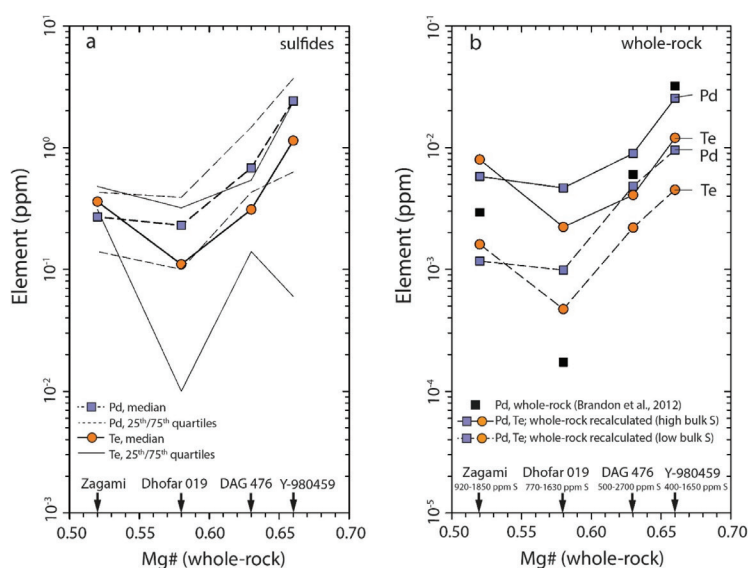 a
sulfides
Element (ppm)
10¹
10⁰
10⁻¹
10⁻²
10⁻³
Pd, median
Pd, 25ᵗʰ/75ᵗʰ quartiles
Te, median
Te, 25ᵗʰ/75ᵗʰ quartiles
Zagami Dhofar 019 DAG 476 Y-980459
0.50 0.55 0.60 0.65 0.70
Mg# (whole-rock)
b
whole-rock
Element (ppm)
10⁻¹
10⁻²
10⁻³
10⁻⁴
10⁻⁵
Pd
Te
Pd
Te
Pd, whole-rock (Brandon et al., 2012)
Pd, Te; whole-rock recalculated (high bulk S)
Pd, Te; whole-rock recalculated (low bulk S)
Zagami Dhofar 019 DAG 476 Y-980459
920-1850 ppm S 770-1630 ppm S 500-2700 ppm S 400-1650 ppm S
0.50 0.55 0.60 0.65 0.70
Mg# (whole-rock)